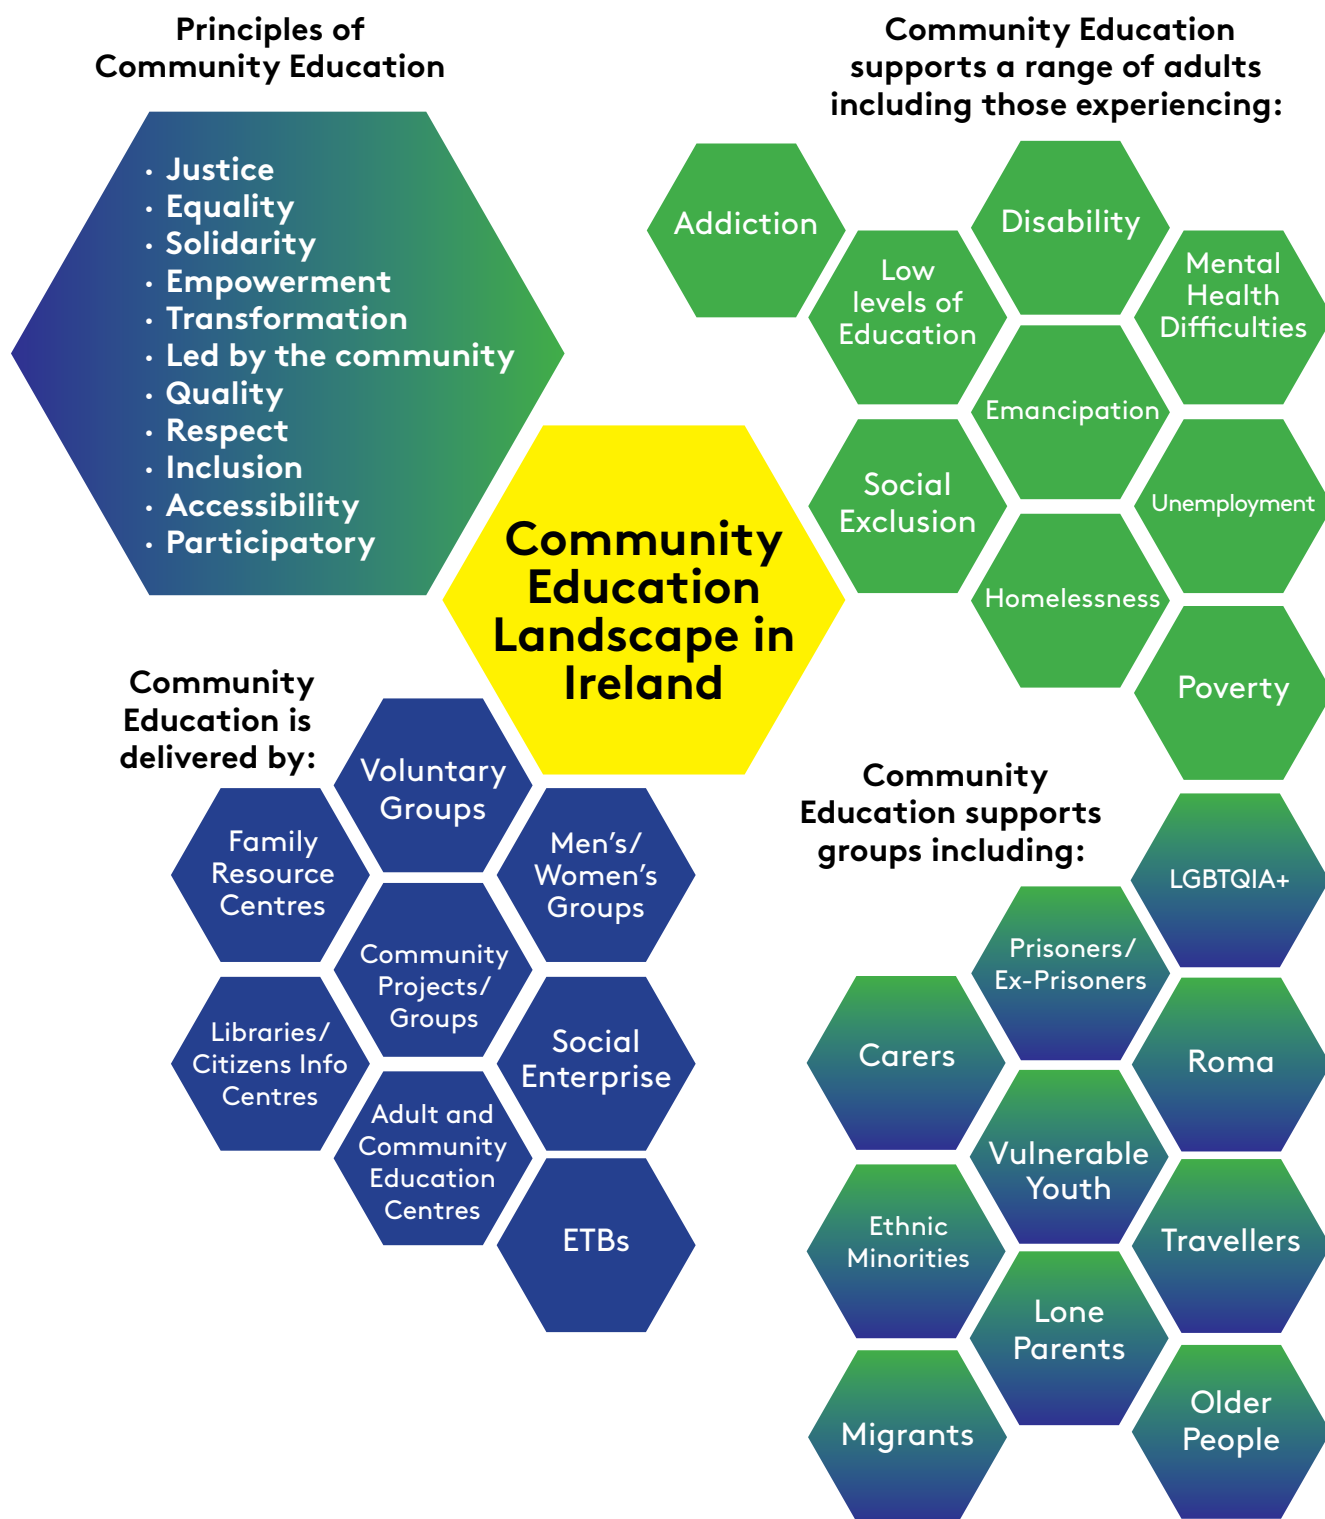 Principles of
Community Education
· Justice
· Equality
· Solidarity
· Empowerment
· Transformation
· Led by the community
· Quality
· Respect
· Inclusion
· Accessibility
· Participatory
Community Education
supports a range of adults
including those experiencing:
Addiction
Low
levels of
Education
Disability
Mental
Health
Difficulties
Emancipation
Social
Exclusion
Unemployment
Homelessness
Poverty
Community
Education
Landscape in
Ireland
Community
Education is
delivered by:
Voluntary
Groups
Family
Resource
Centres
Men's/
Women's
Groups
Community
Projects/
Groups
Libraries/
Citizens Info
Centres
Social
Enterprise
Adult and
Community
Education
Centres
ETBs
Community
Education supports
groups including:
LGBTQIA+
Prisoners/
Ex-Prisoners
Carers
Roma
Vulnerable
Youth
Ethnic
Minorities
Travellers
Lone
Parents
Migrants
Older
People